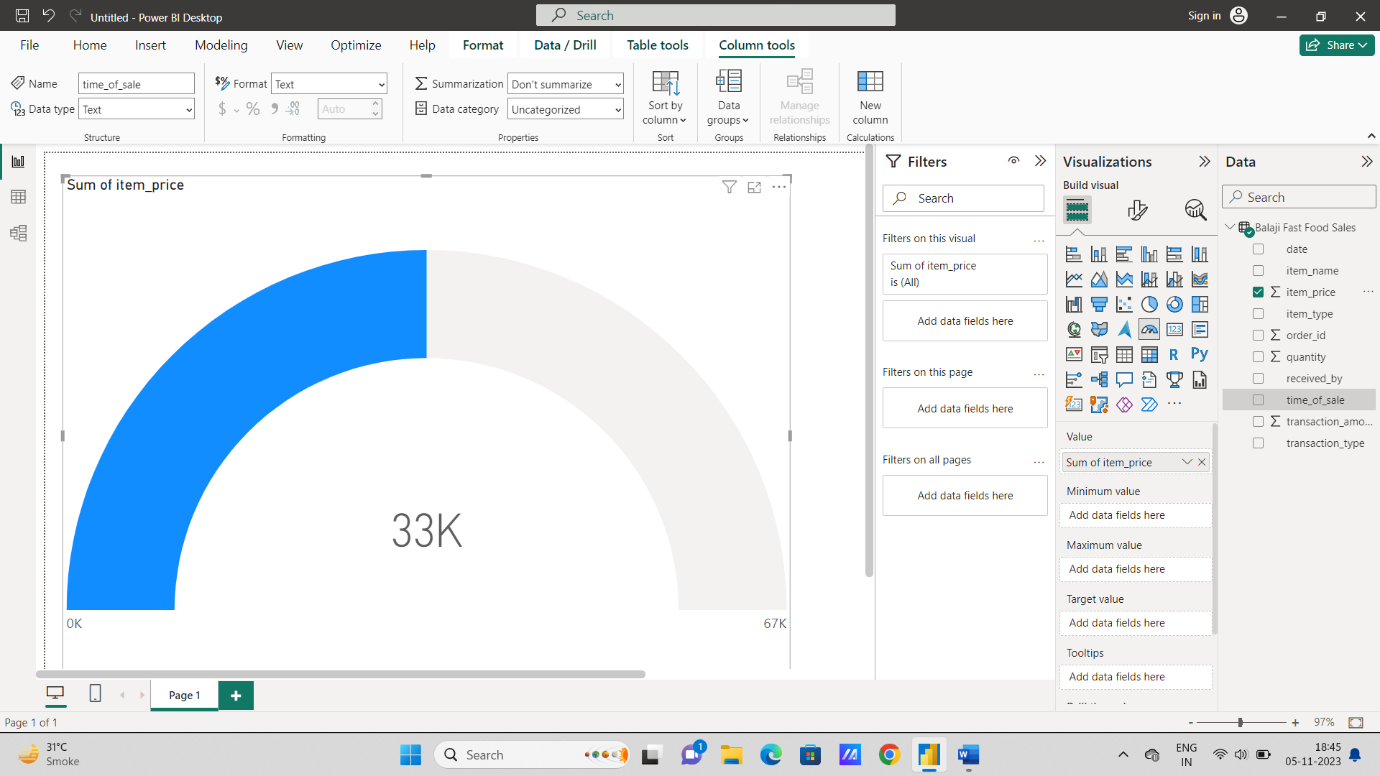 Untitled - Power BI Desktop
Search
Sign in
File Home Insert Modeling View Optimize Help Format Data / Drill Table tools Column tools
Share
Name time_of_sale
Data type Text
Structure
Format Text
$ % Auto
Formatting
Summarization Don't summarize
Data category Uncategorized
Properties
Sort by
column
Sort
Data
groups
Groups
Manage
relationships
Relationships
New
column
Calculations
Sum of item_price
33K
0K
67K
Filters
Search
Filters on this visual
Sum of item_price
is (All)
Add data fields here
Filters on this page
Add data fields here
Filters on all pages
Add data fields here
Visualizations
Build visual
123
R
Py
Value
Sum of item_price
Minimum value
Add data fields here
Maximum value
Add data fields here
Target value
Add data fields here
Tooltips
Add data fields here
Data
Search
Balaji Fast Food Sales
date
item_name
item_price
item_type
order_id
quantity
received_by
time_of_sale
transaction_amo...
transaction_type
Page 1
Page 1 of 1
- + 97%
31°C
Smoke
Search
1
ENG
IN
18:45
05-11-2023